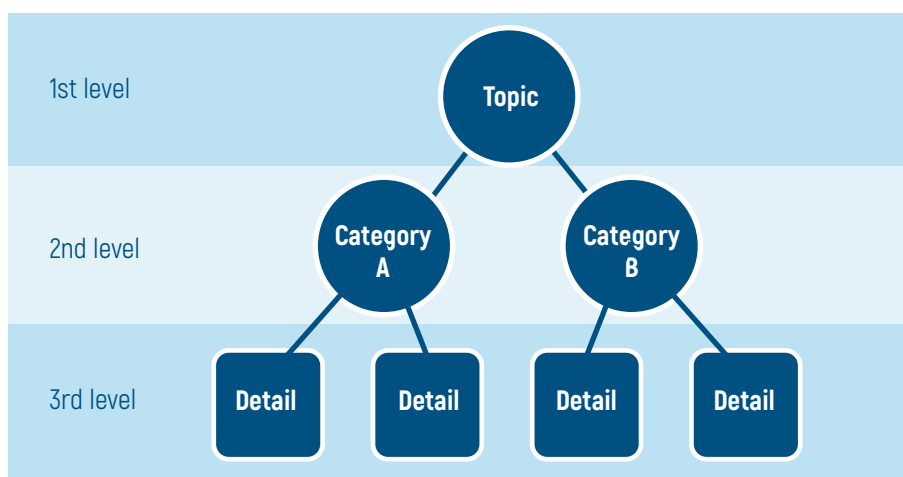 1st level
Topic
2nd level
Category
A
Category
B
3rd level
Detail
Detail
Detail
Detail